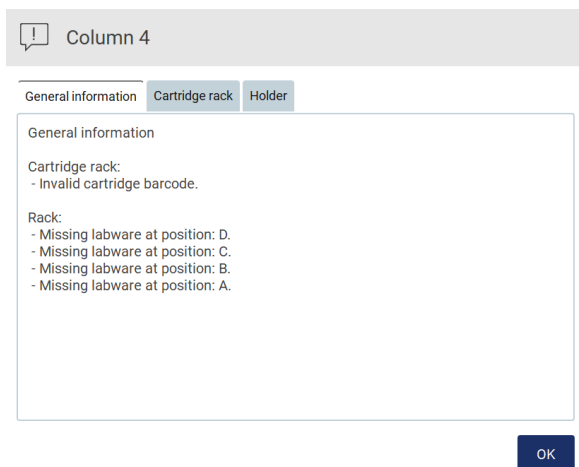 Column 4
General information
Cartridge rack
Holder
General information
Cartridge rack:
- Invalid cartridge barcode.
Rack:
- Missing labware at position: D.
- Missing labware at position: C.
- Missing labware at position: B.
- Missing labware at position: A.
OK